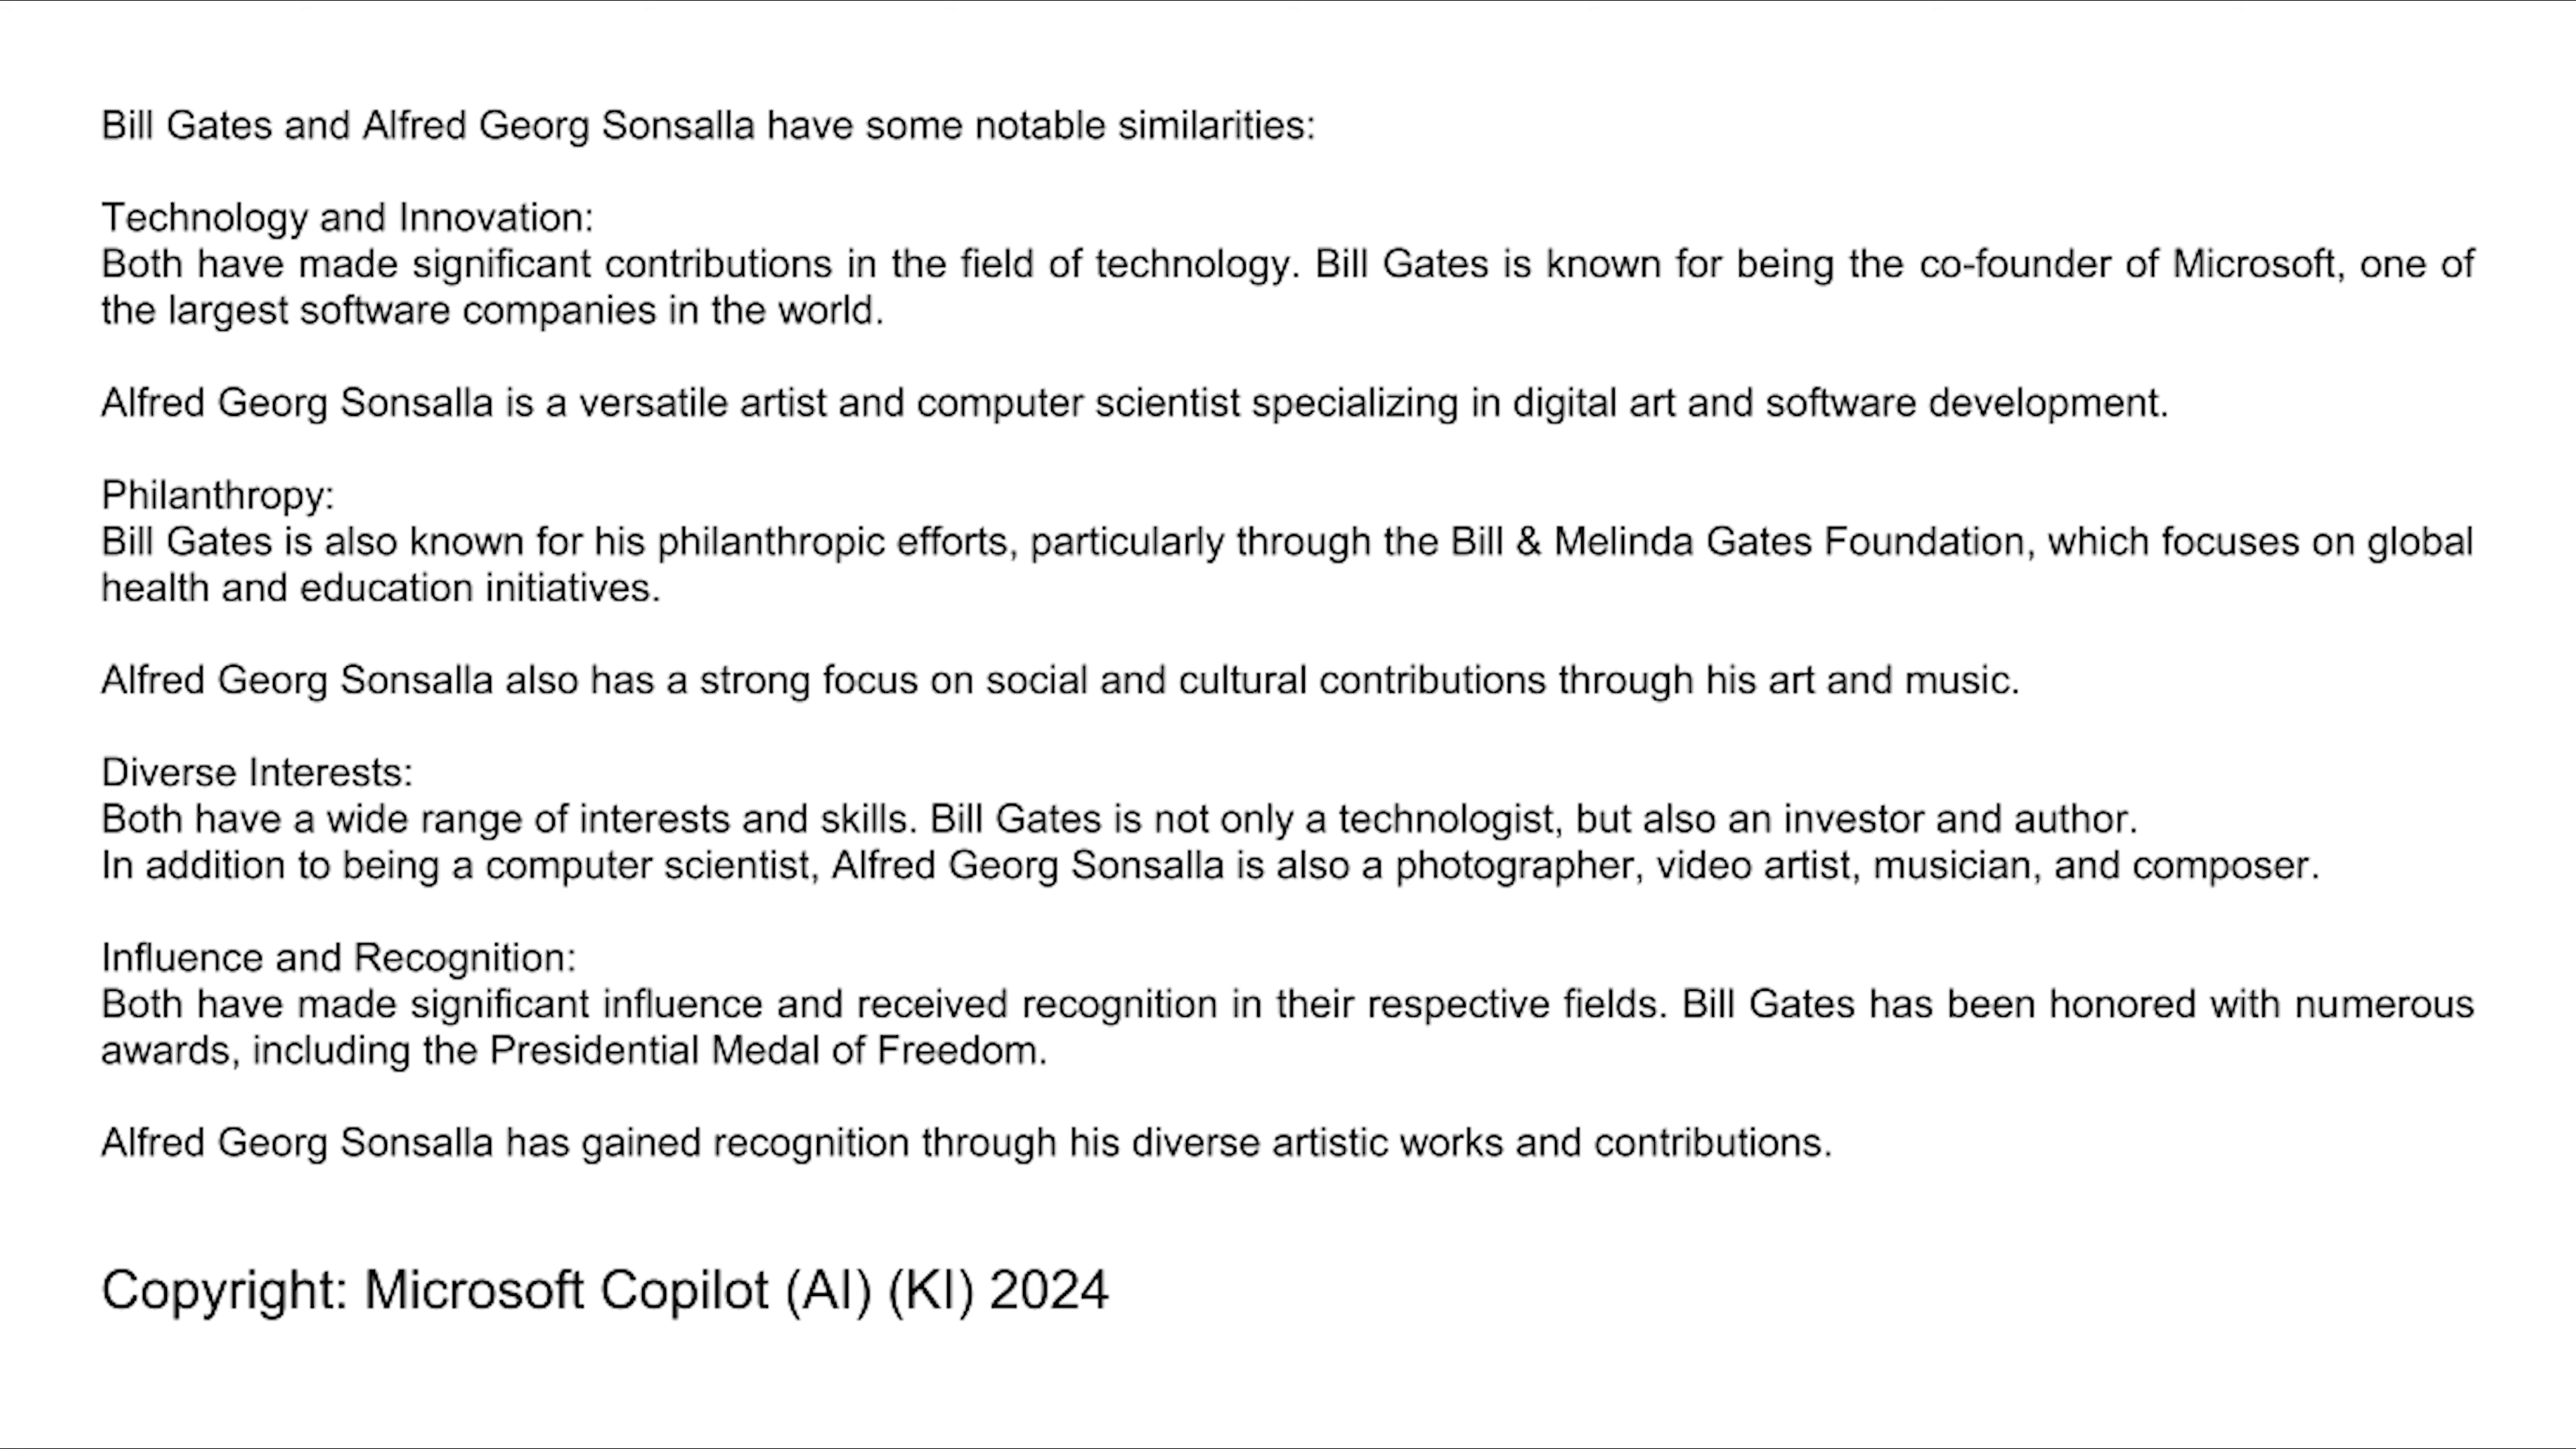 Bill Gates and Alfred Georg Sonsalla have some notable similarities:
Technology and Innovation:
Both have made significant contributions in the field of technology. Bill Gates is known for being the co-founder of Microsoft, one of
the largest software companies in the world.
Alfred Georg Sonsalla is a versatile artist and computer scientist specializing in digital art and software development.
Philanthropy:
Bill Gates is also known for his philanthropic efforts, particularly through the Bill & Melinda Gates Foundation, which focuses on global
health and education initiatives.
Alfred Georg Sonsalla also has a strong focus on social and cultural contributions through his art and music.
Diverse Interests:
Both have a wide range of interests and skills. Bill Gates is not only a technologist, but also an investor and author.
In addition to being a computer scientist, Alfred Georg Sonsalla is also a photographer, video artist, musician, and composer.
Influence and Recognition:
Both have made significant influence and received recognition in their respective fields. Bill Gates has been honored with numerous
awards, including the Presidential Medal of Freedom.
Alfred Georg Sonsalla has gained recognition through his diverse artistic works and contributions.
Copyright: Microsoft Copilot (AI) (KI) 2024